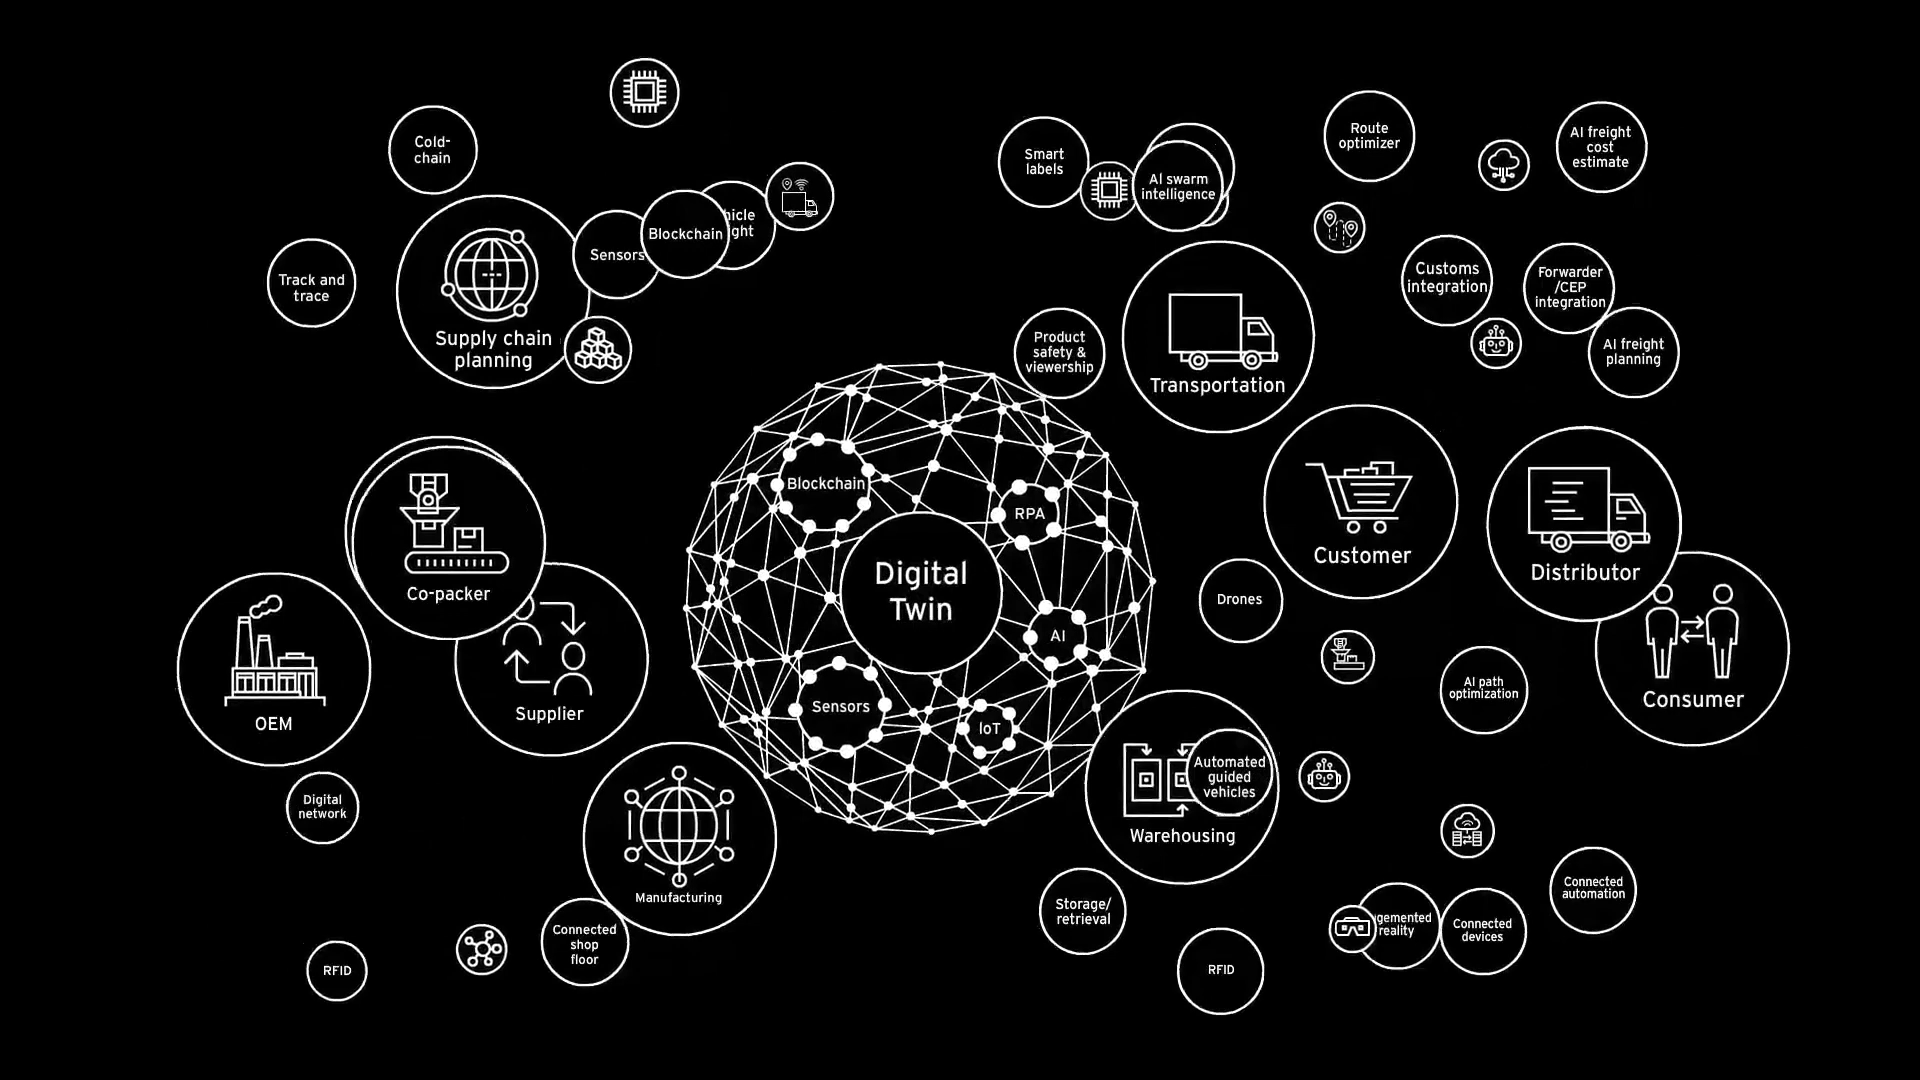 Cold-
chain
Track and
trace
Supply chain
planning
Sensors
Blockchain
Smart
labels
AI swarm
intelligence
Route
optimizer
AI freight
cost
estimate
Customs
integration
Forwarder
/CEP
integration
AI freight
planning
Product
safety &
viewership
Transportation
Customer
Distributor
Consumer
Co-packer
OEM
Supplier
Blockchain
RPA
Digital
Twin
AI
Sensors
IoT
Drones
AI path
optimization
Digital
network
Manufacturing
Automated
guided
vehicles
Warehousing
Connected
shop
floor
RFID
Storage/
retrieval
RFID
reality
Connected
devices
Connected
automation